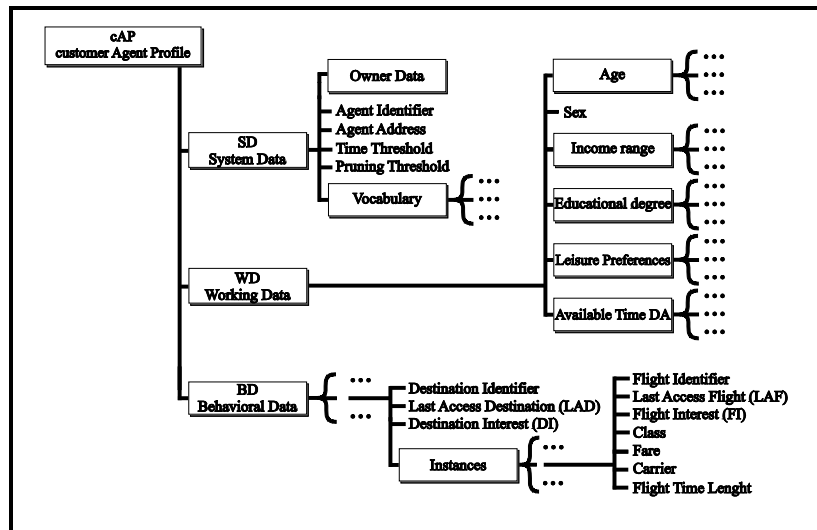 cAP
customer Agent Profile
SD
System Data
Owner Data
Agent Identifier
Agent Address
Time Threshold
Pruning Threshold
Vocabulary
...
...
...
WD
Working Data
Age
...
...
...
Sex
Income range
...
...
...
Educational degree
...
...
...
Leisure Preferences
...
...
...
Available Time DA
...
...
...
BD
Behavioral Data
...
...
Destination Identifier
Last Access Destination (LAD)
Destination Interest (DI)
Instances
...
...
Flight Identifier
Last Access Flight (LAF)
Flight Interest (FI)
Class
Fare
Carrier
Flight Time Lenght